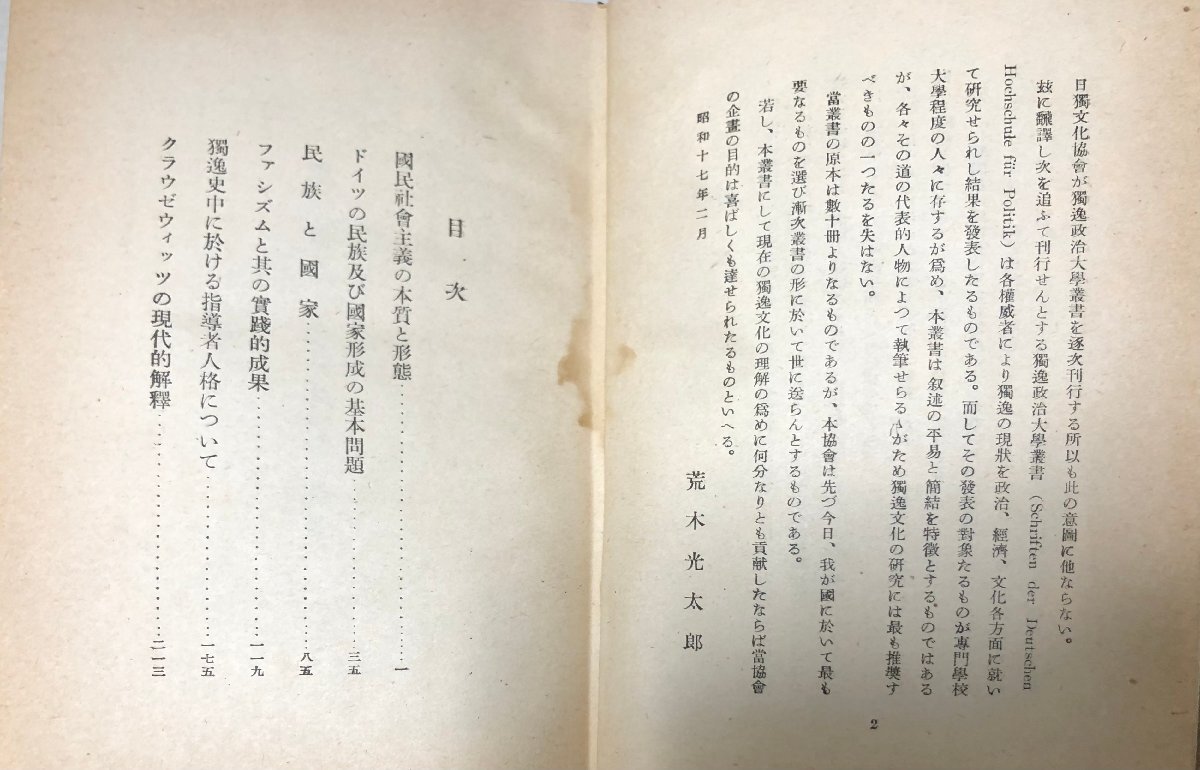 日獨文化協會が獨逸政治大學叢書を逐次刊行する所以も此の意圖に他ならない。
玆に飜譯し次を追ふて刊行せんとする獨逸政治大學叢書 (Schriften der Deutschen
Hochschule für Politik) は各權威者により獨逸の現狀を政治、經濟、文化各方面に就い
て硏究せられし結果を發表したるものである。而してその發表の對象たるものが專門學校
大學程度の人々に存するが爲め、本叢書は叙述の平易と簡結を特徵とするものではある
が、各々その道の代表的人物によつて執筆せらるゝがため獨逸文化の硏究には最も推奬す
べきものの一つたるを失はない。
當叢書の原本は數十冊よりなるものであるが、本協會は先づ今日、我が國に於いて最も
要なるものを選び漸次叢書の形に於いて世に送らんとするものである。
若し、本叢書にして現在の獨逸文化の理解の爲めに何分なりとも貢献したならば當協會
の企畫の目的は喜ばしくも達せられたるものといへる。
昭和十七年二月
荒木光太郎
2
目次
國民社會主義の本質と形態……………一
ドイツの民族及び國家形成の基本問題……………三五
民族と國家……………八五
ファシズムと其の實踐的成果……………一一九
獨逸史中に於ける指導者人格について……………一七五
クラウゼウィッツの現代的解釋……………二一三